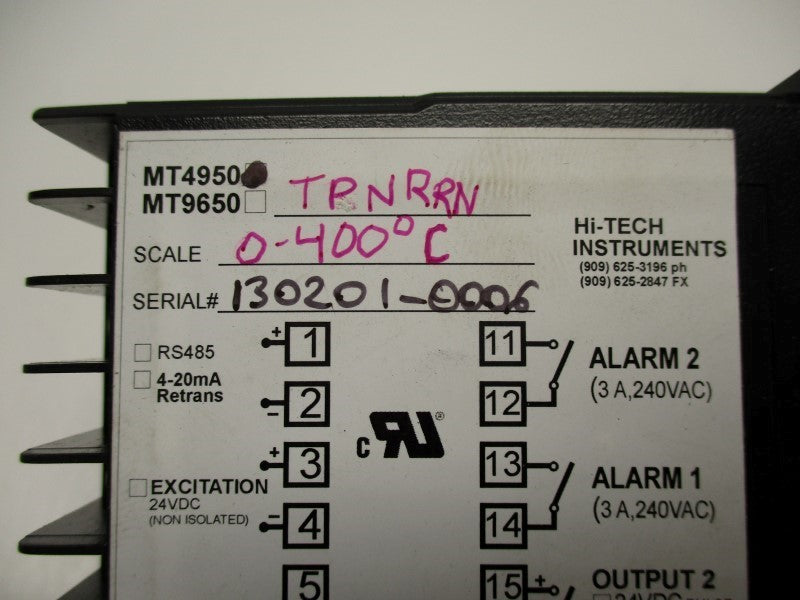 MT4950 TPNRRN
MT9650
Hi-TECH
INSTRUMENTS
(909) 625-3196 ph
(909) 625-2847 FX
SCALE 0-400°C
SERIAL# 130201-0006
RS485
4-20mA
Retrans
+ 1
- 2
+ 3
EXCITATION
24VDC
(NON ISOLATED)
- 4
5
c RU ®
11
12
ALARM 2
(3 A,240VAC)
13
14
ALARM 1
(3 A,240VAC)
15 +
OUTPUT 2
24VDC